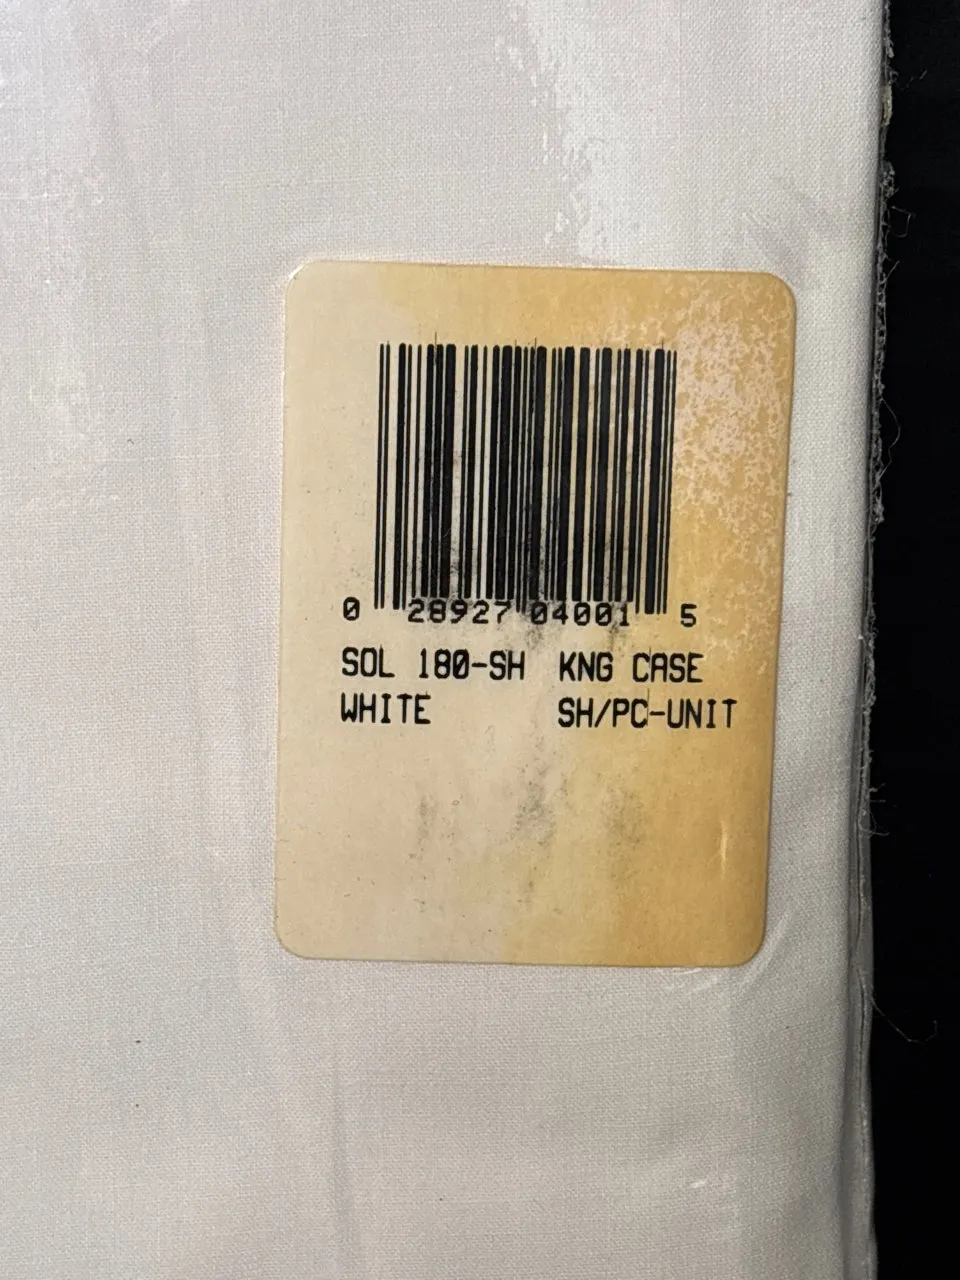 0 28927 04001 5
SOL 180-SH KNG CASE
WHITE SH/PC-UNIT